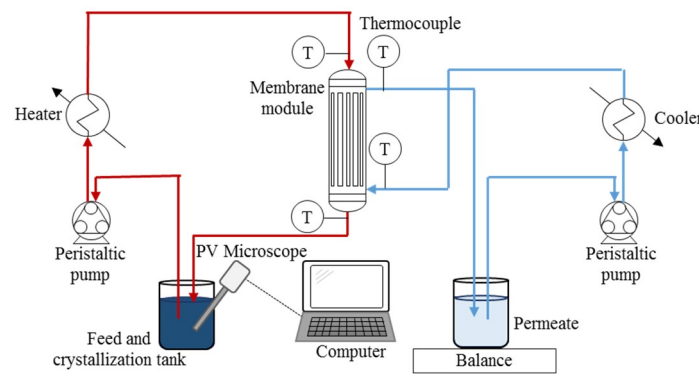 Thermocouple
T
T
Membrane
module
Heater
Cooler
T
T
Peristaltic
pump
PV Microscope
Peristaltic
pump
Feed and
crystallization tank
Computer
Permeate
Balance